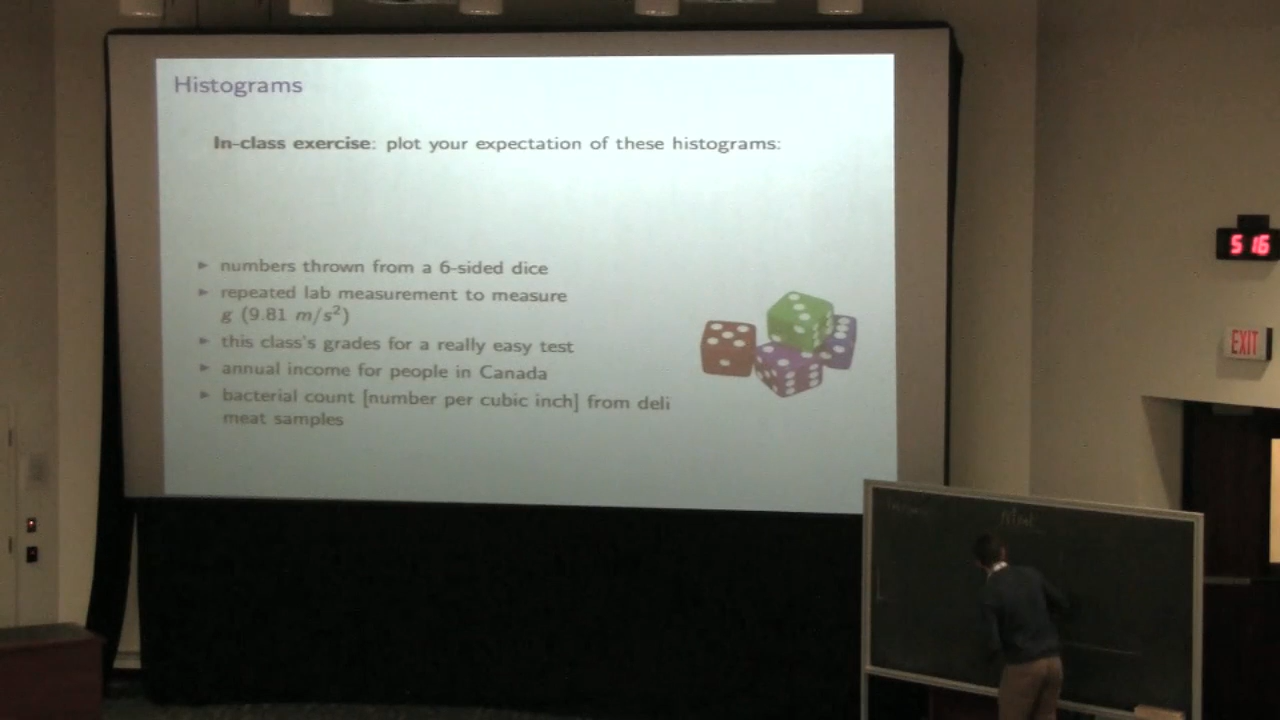 Histograms
In-class exercise: plot your expectation of these histograms:
numbers thrown from a 6-sided dice
repeated lab measurement to measure
g (9.81 m/s²)
this class's grades for a really easy test
annual income for people in Canada
bacterial count [number per cubic inch] from deli
meat samples
5 16
EXIT